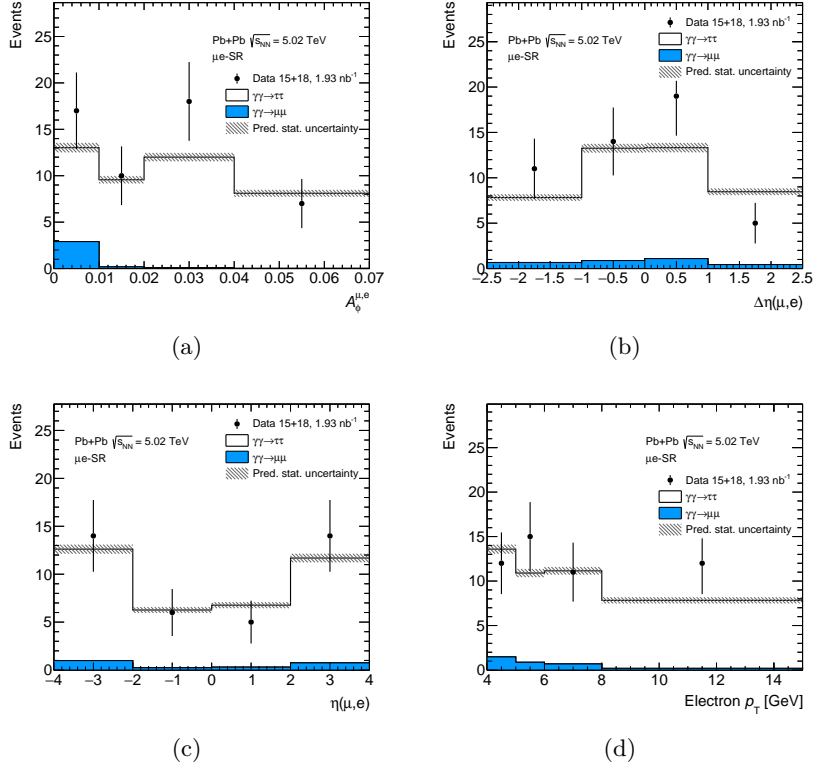 Events
25
20
15
10
5
0
Pb+Pb √sNN = 5.02 TeV
μe-SR
Data 15+18, 1.93 nb⁻¹
γγ→ττ
γγ→μμ
Pred. stat. uncertainty
0 0.01 0.02 0.03 0.04 0.05 0.06 0.07
Aϕμ,e
(a)
Events
25
20
15
10
5
0
Data 15+18, 1.93 nb⁻¹
Pb+Pb √sNN = 5.02 TeV
γγ→ττ
μe-SR
γγ→μμ
Pred. stat. uncertainty
−2.5 −2 −1.5 −1 −0.5 0 0.5 1 1.5 2 2.5
Δη(μ,e)
(b)
Events
25
20
15
10
5
0
Data 15+18, 1.93 nb⁻¹
Pb+Pb √sNN = 5.02 TeV
γγ→ττ
μe-SR
γγ→μμ
Pred. stat. uncertainty
−4 −3 −2 −1 0 1 2 3 4
η(μ,e)
(c)
Events
25
20
15
10
5
0
Pb+Pb √sNN = 5.02 TeV
μe-SR
Data 15+18, 1.93 nb⁻¹
γγ→ττ
γγ→μμ
Pred. stat. uncertainty
4 6 8 10 12 14
Electron pT [GeV]
(d)